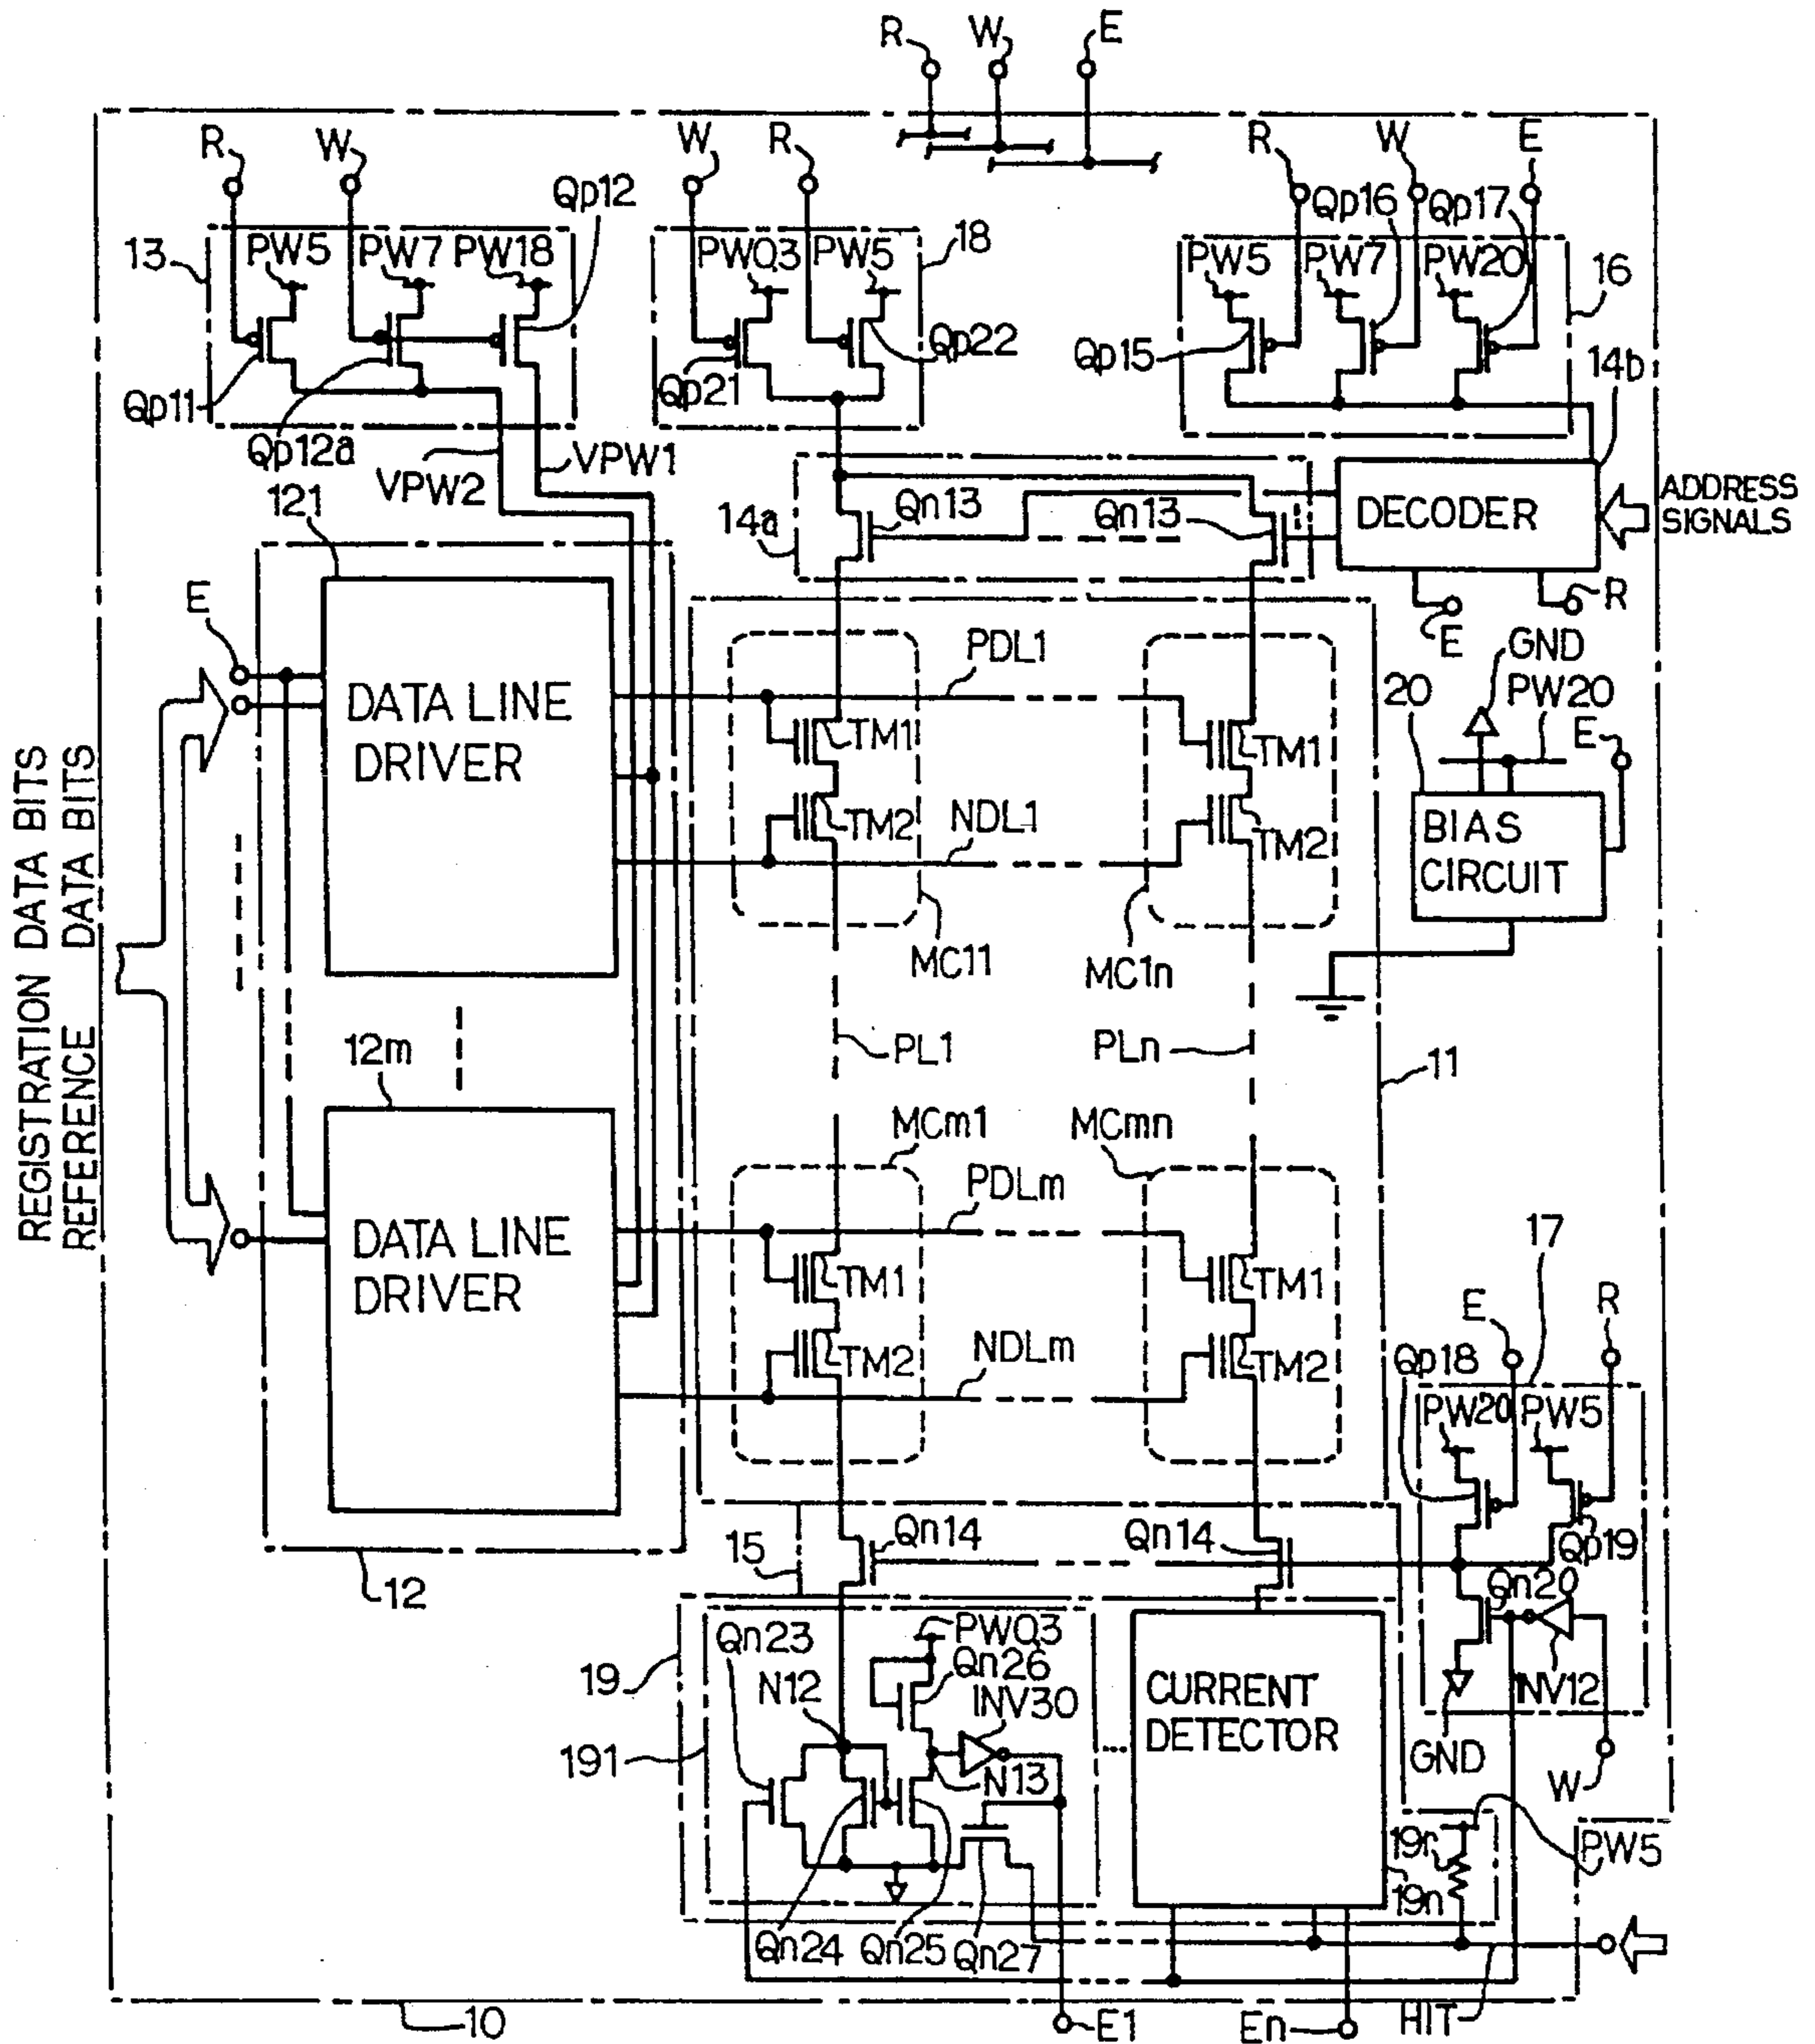 R W E
R W W R R W E
Qp12 Qp16 Qp17
13 PW5 PW7 PW18 PW0.3 PW5 18 PW5 PW7 PW20 16
Qp11 Qp12a Qp21 Qp22 Qp15 14b
VPW2 VPW1
121 14a Qn13 Qn13 DECODER ADDRESS
SIGNALS
E R
E
DATA LINE
DRIVER
PDL1
TM1 TM1
TM2 NDL1 TM2
MC11 MC1n
GND
20 PW20 E
BIAS
CIRCUIT
REGISTRATION DATA BITS
REFERENCE DATA BITS
12m PL1 PLn 11
MCm1 MCmn
DATA LINE
DRIVER
PDLm
TM1 TM1
TM2 NDLm TM2
17
E R
Qp18
PW20 PW5
Qp19
12 15 Qn14 Qn14
Qn20
INV12
GND W
19 Qn23 PW0.3
Qn26
N12 INV30
191 N13
CURRENT
DETECTOR
19r PW5
19n
Qn24 Qn25 Qn27
10 E1 En HIT